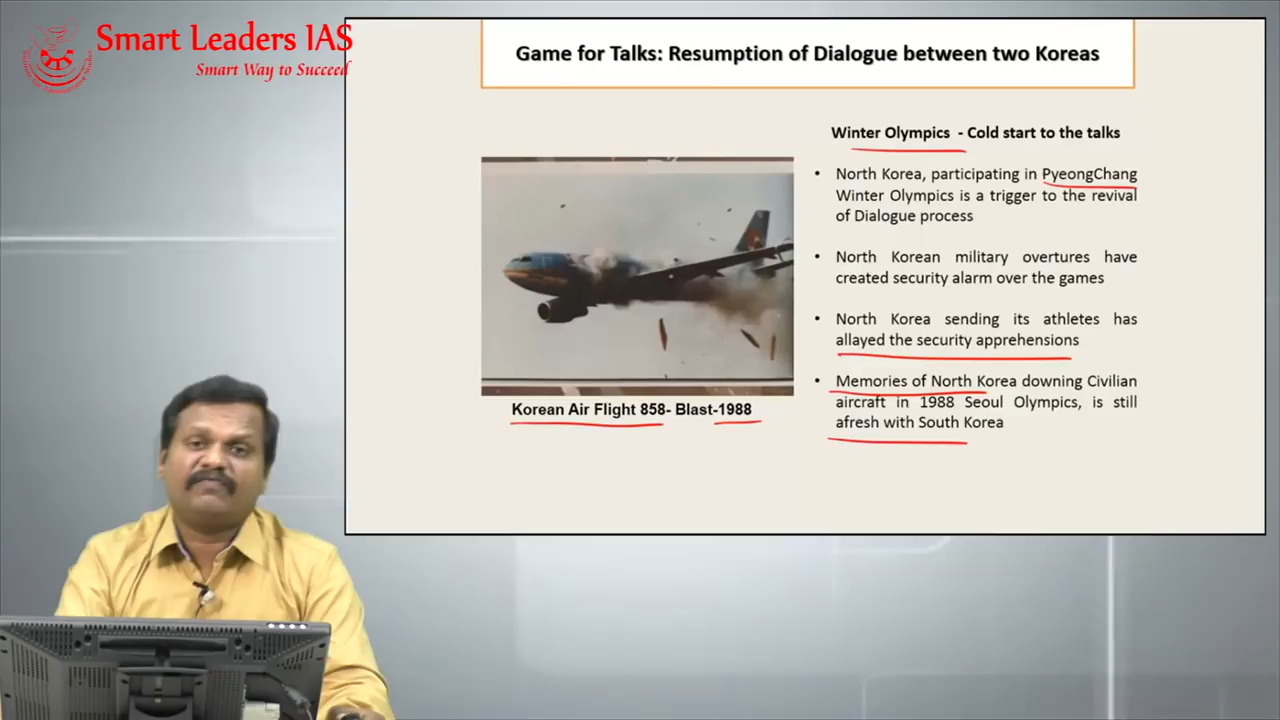 Smart Leaders IAS
Smart Way to Succeed
Game for Talks: Resumption of Dialogue between two Koreas
Winter Olympics - Cold start to the talks
• North Korea, participating in PyeongChang
Winter Olympics is a trigger to the revival
of Dialogue process
• North Korean military overtures have
created security alarm over the games
• North Korea sending its athletes has
allayed the security apprehensions
• Memories of North Korea downing Civilian
aircraft in 1988 Seoul Olympics, is still
afresh with South Korea
Korean Air Flight 858- Blast-1988